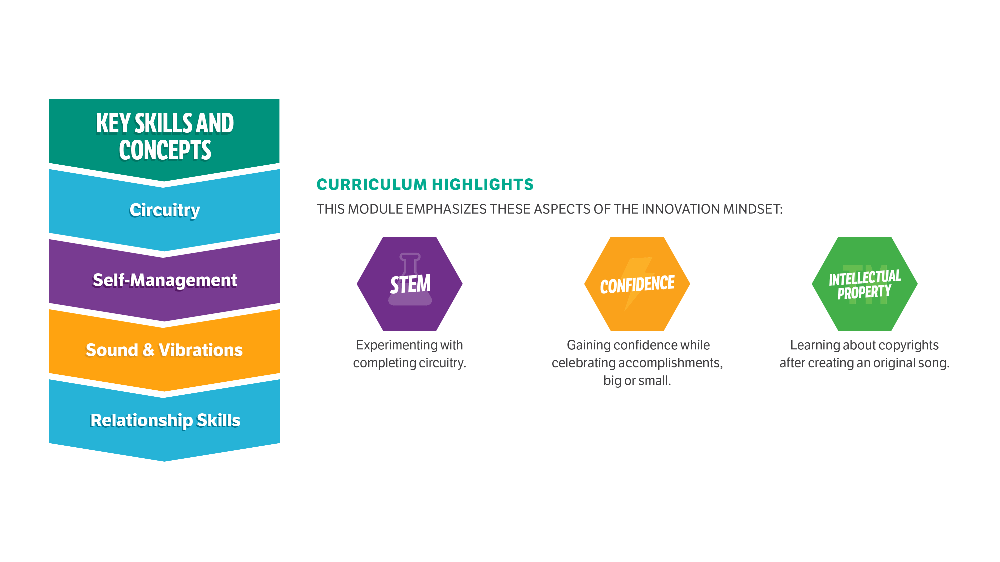 KEY SKILLS AND
CONCEPTS
Circuitry
Self-Management
Sound & Vibrations
Relationship Skills
CURRICULUM HIGHLIGHTS
THIS MODULE EMPHASIZES THESE ASPECTS OF THE INNOVATION MINDSET:
STEM
Experimenting with
completing circuitry.
CONFIDENCE
Gaining confidence while
celebrating accomplishments,
big or small.
TM
INTELLECTUAL
PROPERTY
Learning about copyrights
after creating an original song.